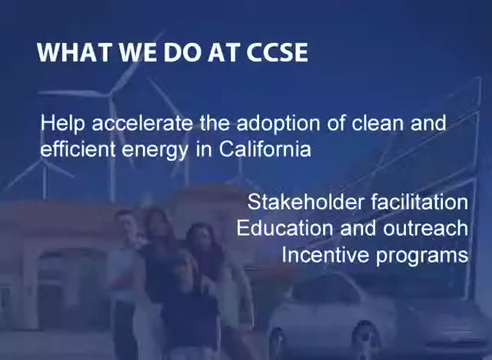 WHAT WE DO AT CCSE
Help accelerate the adoption of clean and
efficient energy in California
Stakeholder facilitation
Education and outreach
Incentive programs